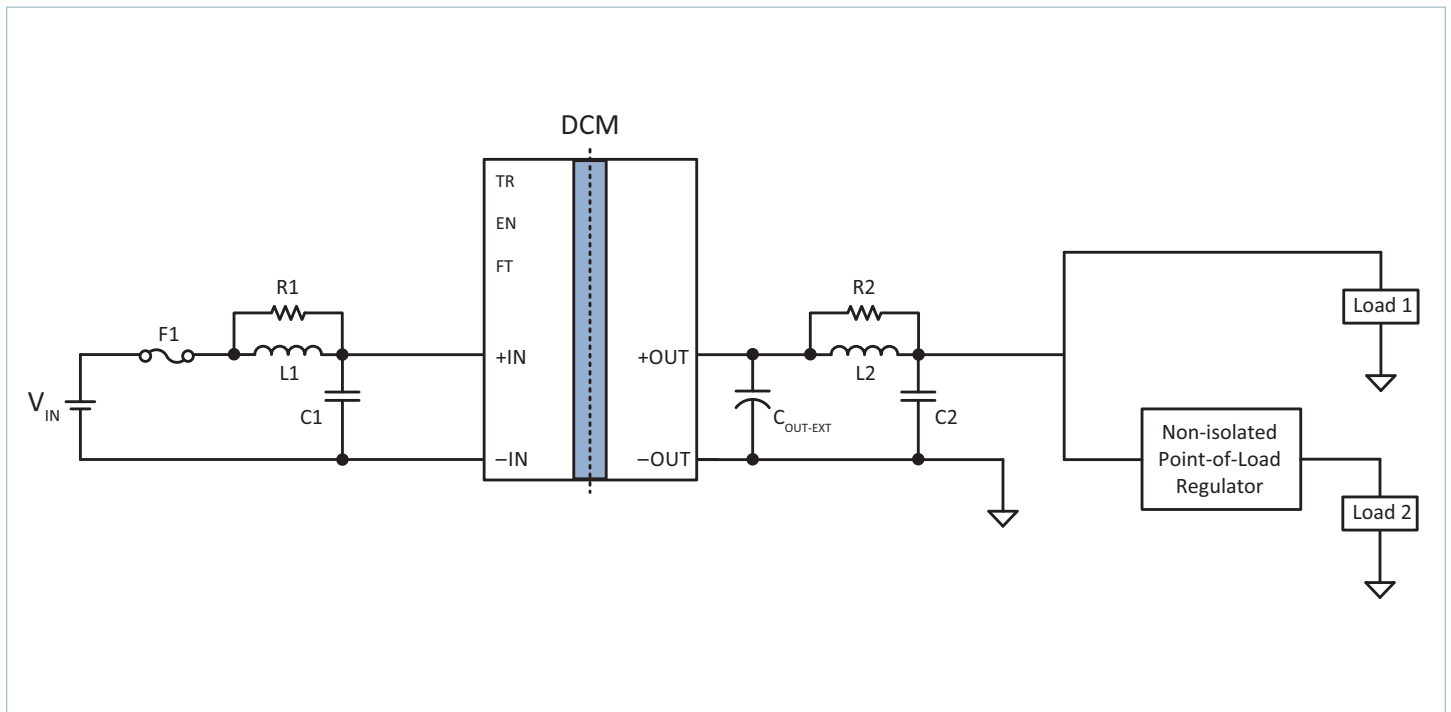 DCM
TR
EN
FT
R1
R2
F1
L1
+IN
+OUT
L2
Load 1
V_IN
C1
C_OUT-EXT
C2
–IN
–OUT
Non-isolated
Point-of-Load
Regulator
Load 2